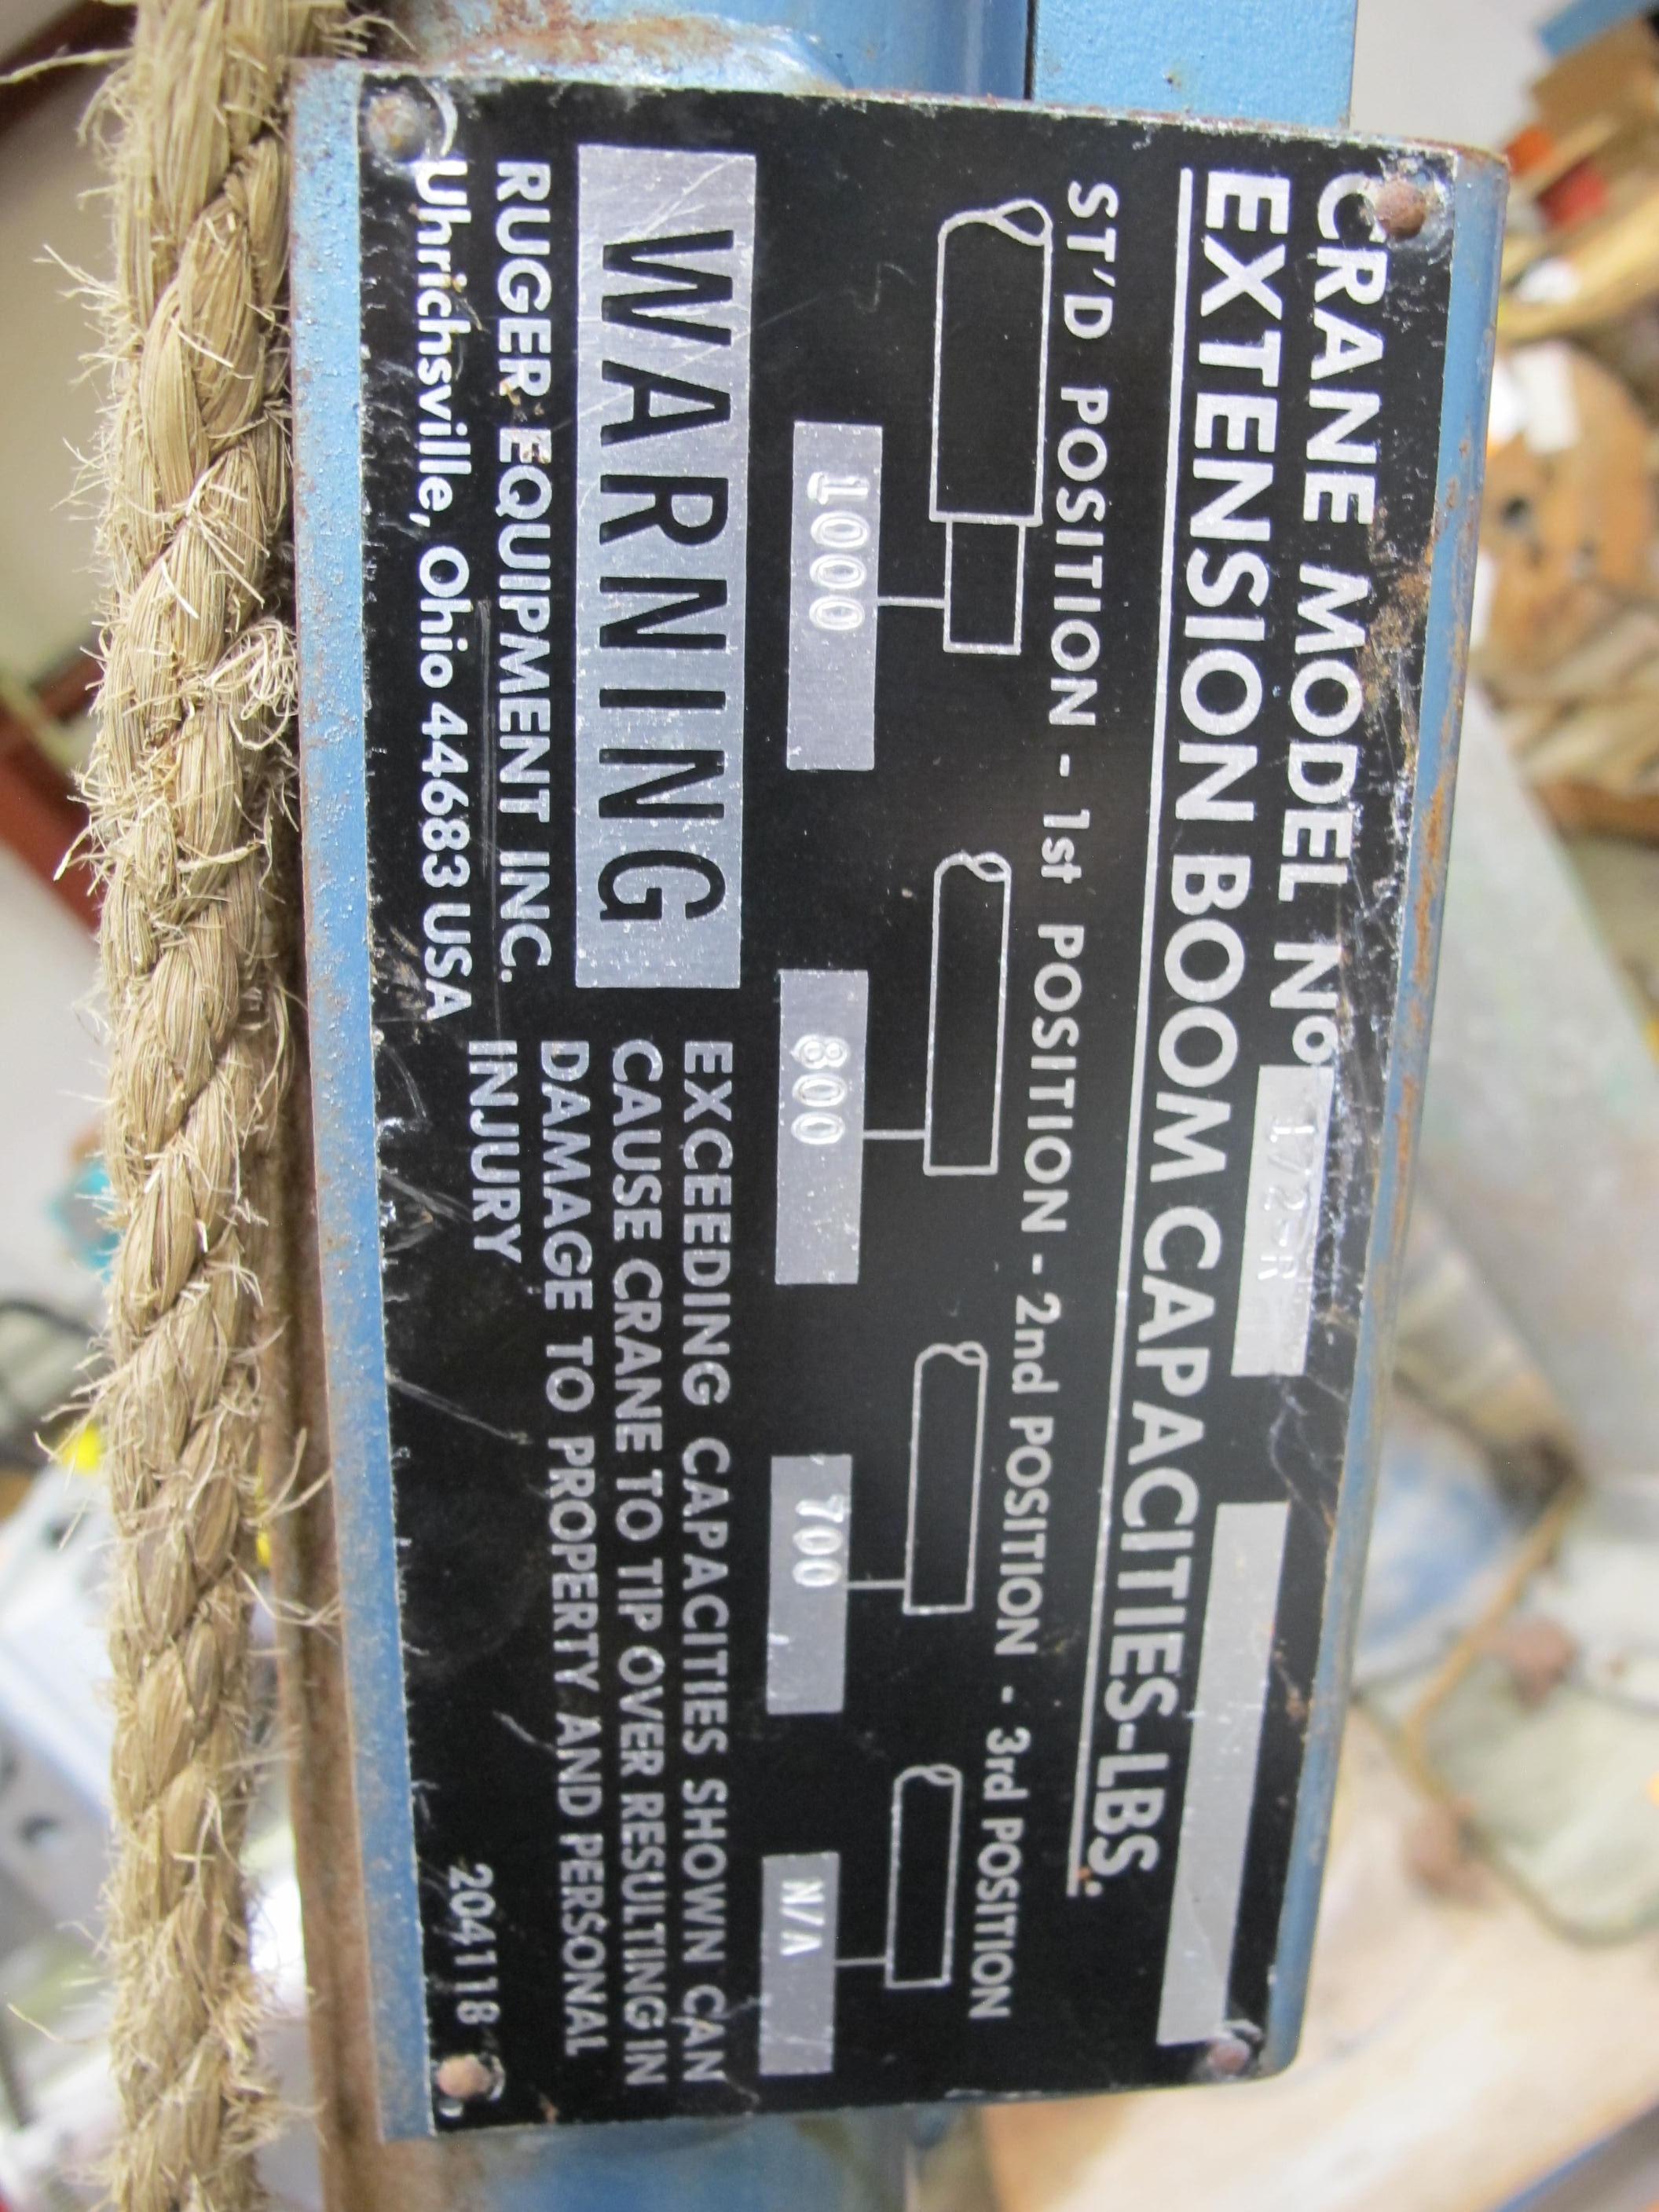 CRANE MODEL Nº
EXTENSION BOOM CAPACITIES-LBS.
ST'D POSITION - 1st POSITION - 2nd POSITION - 3rd POSITION
1000 800 700 N/A
WARNING
RUGER EQUIPMENT INC.
Uhrichsville, Ohio 44683 USA
EXCEEDING CAPACITIES SHOWN CAN
CAUSE CRANE TO TIP OVER RESULTING IN
DAMAGE TO PROPERTY AND PERSONAL
INJURY
204118